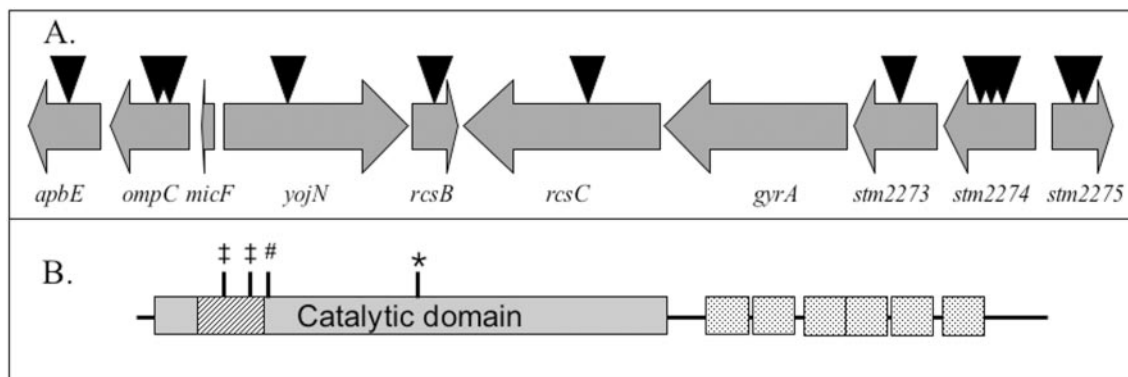 A.
apbE ompC micF yojN rcsB rcsC gyrA stm2273 stm2274 stm2275
B.
‡ ‡ # *
Catalytic domain